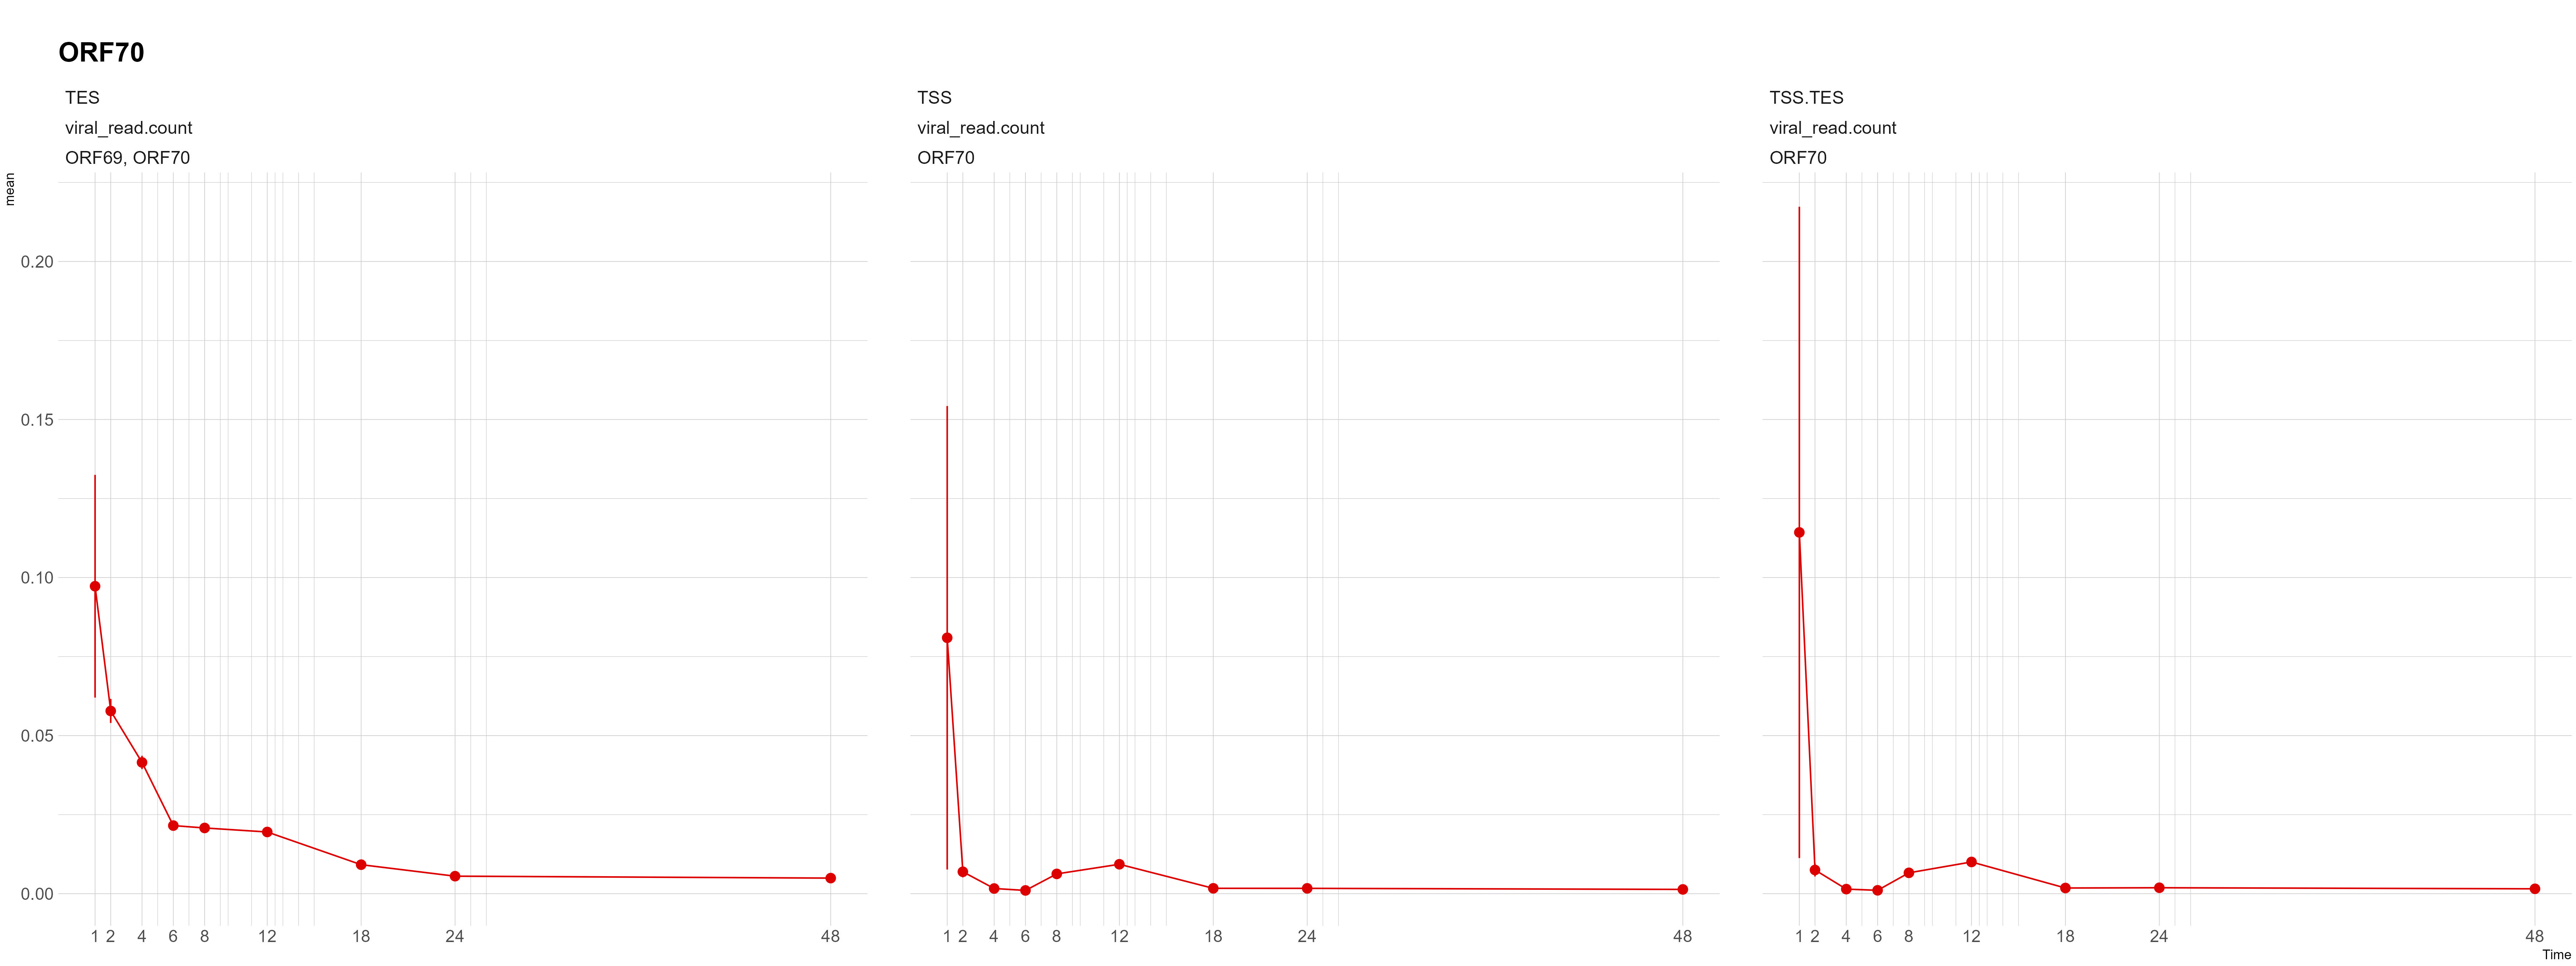 ORF70
TES
viral_read.count
ORF69, ORF70
TSS
viral_read.count
ORF70
TSS.TES
viral_read.count
ORF70
mean
0.20
0.15
0.10
0.05
0.00
1 2 4 6 8 12 18 24 48
1 2 4 6 8 12 18 24 48
1 2 4 6 8 12 18 24 48
Time